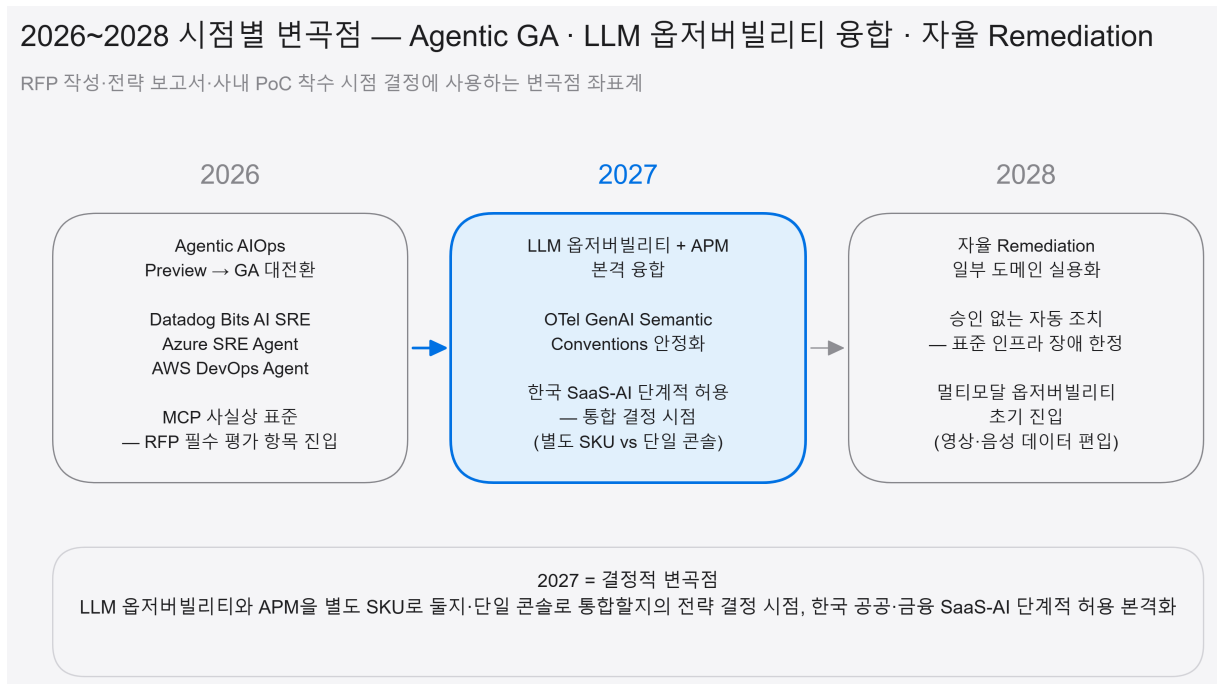 2026~2028 시점별 변곡점 — Agentic GA · LLM 옵저버빌리티 융합 · 자율 Remediation
RFP 작성·전략 보고서·사내 PoC 착수 시점 결정에 사용하는 변곡점 좌표계
2026
Agentic AIOps
Preview → GA 대전환
Datadog Bits AI SRE
Azure SRE Agent
AWS DevOps Agent
MCP 사실상 표준
— RFP 필수 평가 항목 진입
2027
LLM 옵저버빌리티 + APM
본격 융합
OTel GenAI Semantic
Conventions 안정화
한국 SaaS-AI 단계적 허용
— 통합 결정 시점
(별도 SKU vs 단일 콘솔)
2028
자율 Remediation
일부 도메인 실용화
승인 없는 자동 조치
— 표준 인프라 장애 한정
멀티모달 옵저버빌리티
초기 진입
(영상·음성 데이터 편입)
2027 = 결정적 변곡점
LLM 옵저버빌리티와 APM을 별도 SKU로 둘지·단일 콘솔로 통합할지의 전략 결정 시점, 한국 공공·금융 SaaS-AI 단계적 허용 본격화